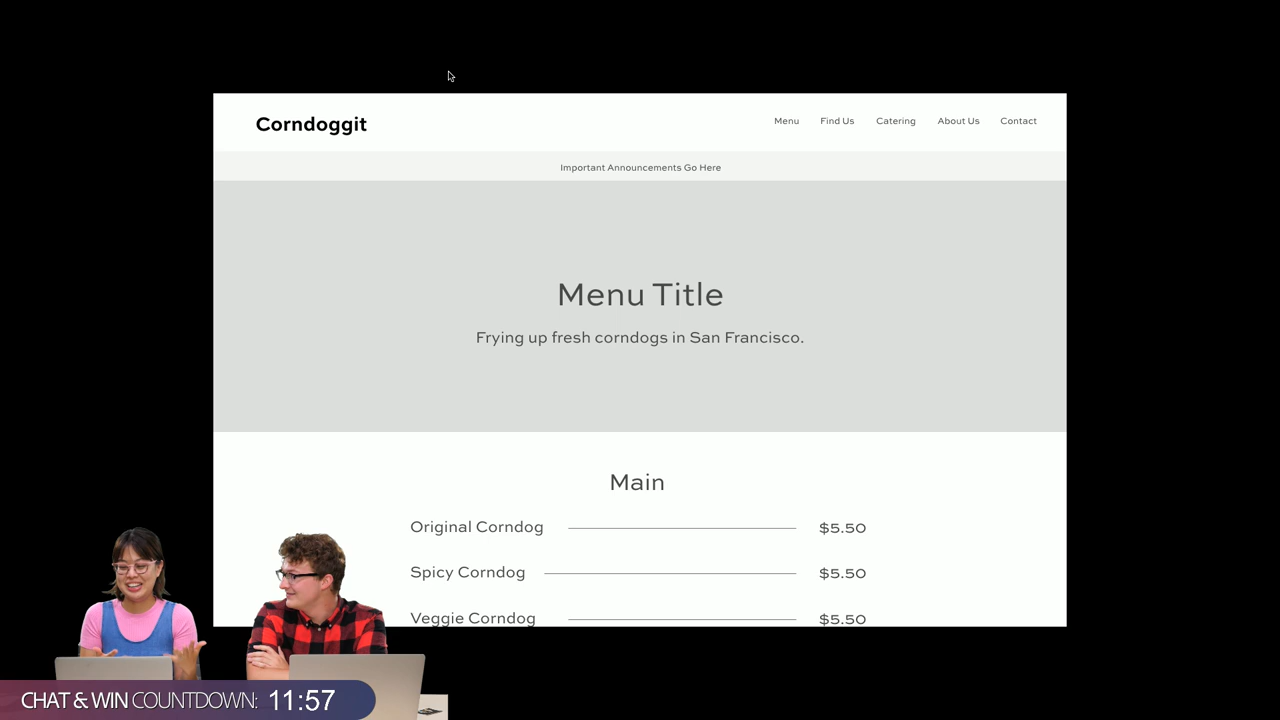 Corndoggit
Menu Find Us Catering About Us Contact
Important Announcements Go Here
Menu Title
Frying up fresh corndogs in San Francisco.
Main
Original Corndog $5.50
Spicy Corndog $5.50
Veggie Corndog $5.50
CHAT & WIN COUNTDOWN: 11:57